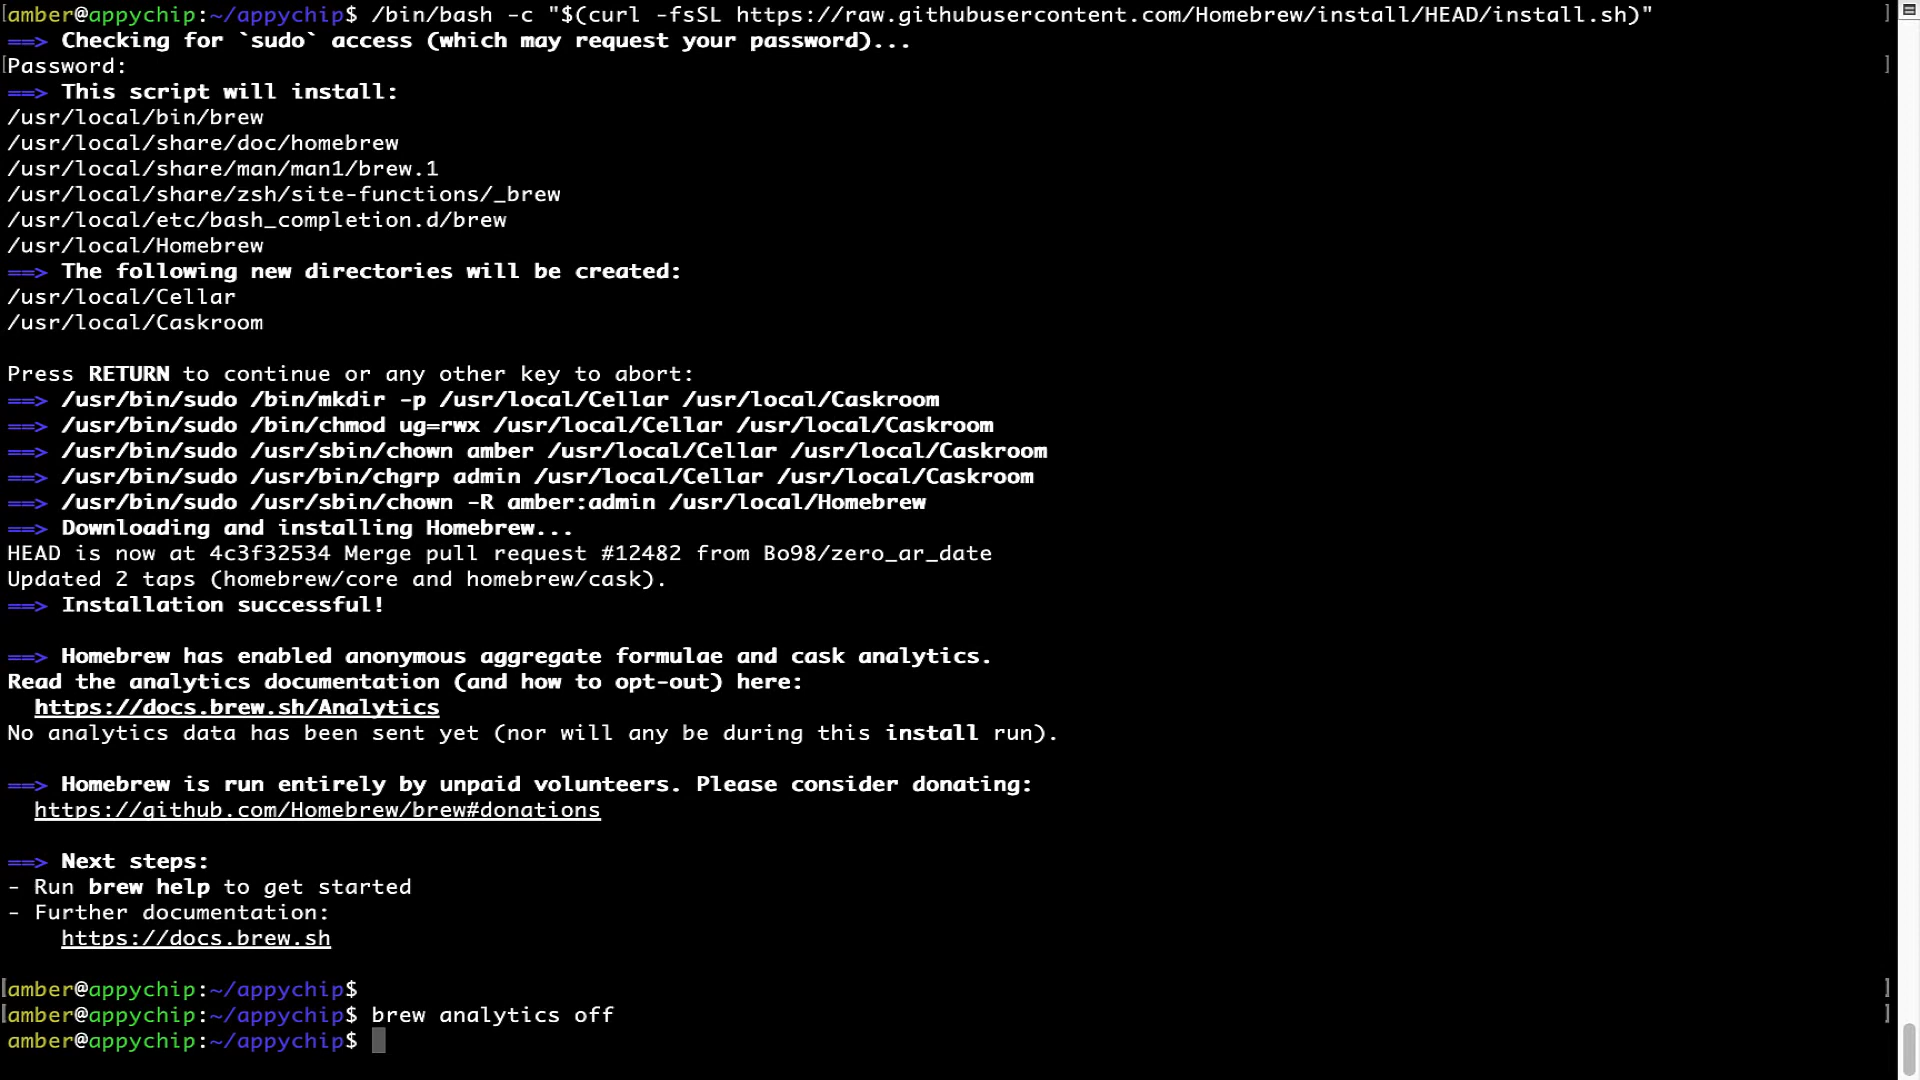 amber@appychip:~/appychip$ /bin/bash -c "$(curl -fsSL https://raw.githubusercontent.com/Homebrew/install/HEAD/install.sh)"
==> Checking for `sudo` access (which may request your password)...
Password:
==> This script will install:
/usr/local/bin/brew
/usr/local/share/doc/homebrew
/usr/local/share/man/man1/brew.1
/usr/local/share/zsh/site-functions/_brew
/usr/local/etc/bash_completion.d/brew
/usr/local/Homebrew
==> The following new directories will be created:
/usr/local/Cellar
/usr/local/Caskroom
Press RETURN to continue or any other key to abort:
==> /usr/bin/sudo /bin/mkdir -p /usr/local/Cellar /usr/local/Caskroom
==> /usr/bin/sudo /bin/chmod ug=rwx /usr/local/Cellar /usr/local/Caskroom
==> /usr/bin/sudo /usr/sbin/chown amber /usr/local/Cellar /usr/local/Caskroom
==> /usr/bin/sudo /usr/bin/chgrp admin /usr/local/Cellar /usr/local/Caskroom
==> /usr/bin/sudo /usr/sbin/chown -R amber:admin /usr/local/Homebrew
==> Downloading and installing Homebrew...
HEAD is now at 4c3f32534 Merge pull request #12482 from Bo98/zero_ar_date
Updated 2 taps (homebrew/core and homebrew/cask).
==> Installation successful!
==> Homebrew has enabled anonymous aggregate formulae and cask analytics.
Read the analytics documentation (and how to opt-out) here:
https://docs.brew.sh/Analytics
No analytics data has been sent yet (nor will any be during this install run).
==> Homebrew is run entirely by unpaid volunteers. Please consider donating:
https://github.com/Homebrew/brew#donations
==> Next steps:
- Run brew help to get started
- Further documentation:
https://docs.brew.sh
amber@appychip:~/appychip$
amber@appychip:~/appychip$ brew analytics off
amber@appychip:~/appychip$